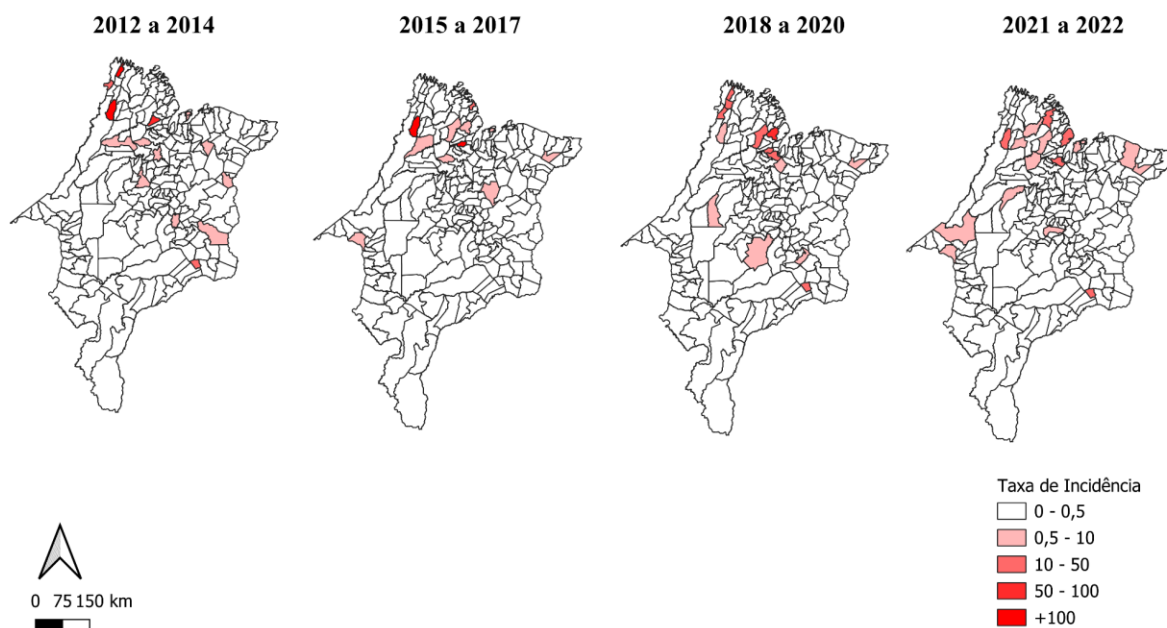 2012 a 2014
2015 a 2017
2018 a 2020
2021 a 2022
Taxa de Incidência
0 - 0,5
0,5 - 10
10 - 50
50 - 100
+100
0 75 150 km